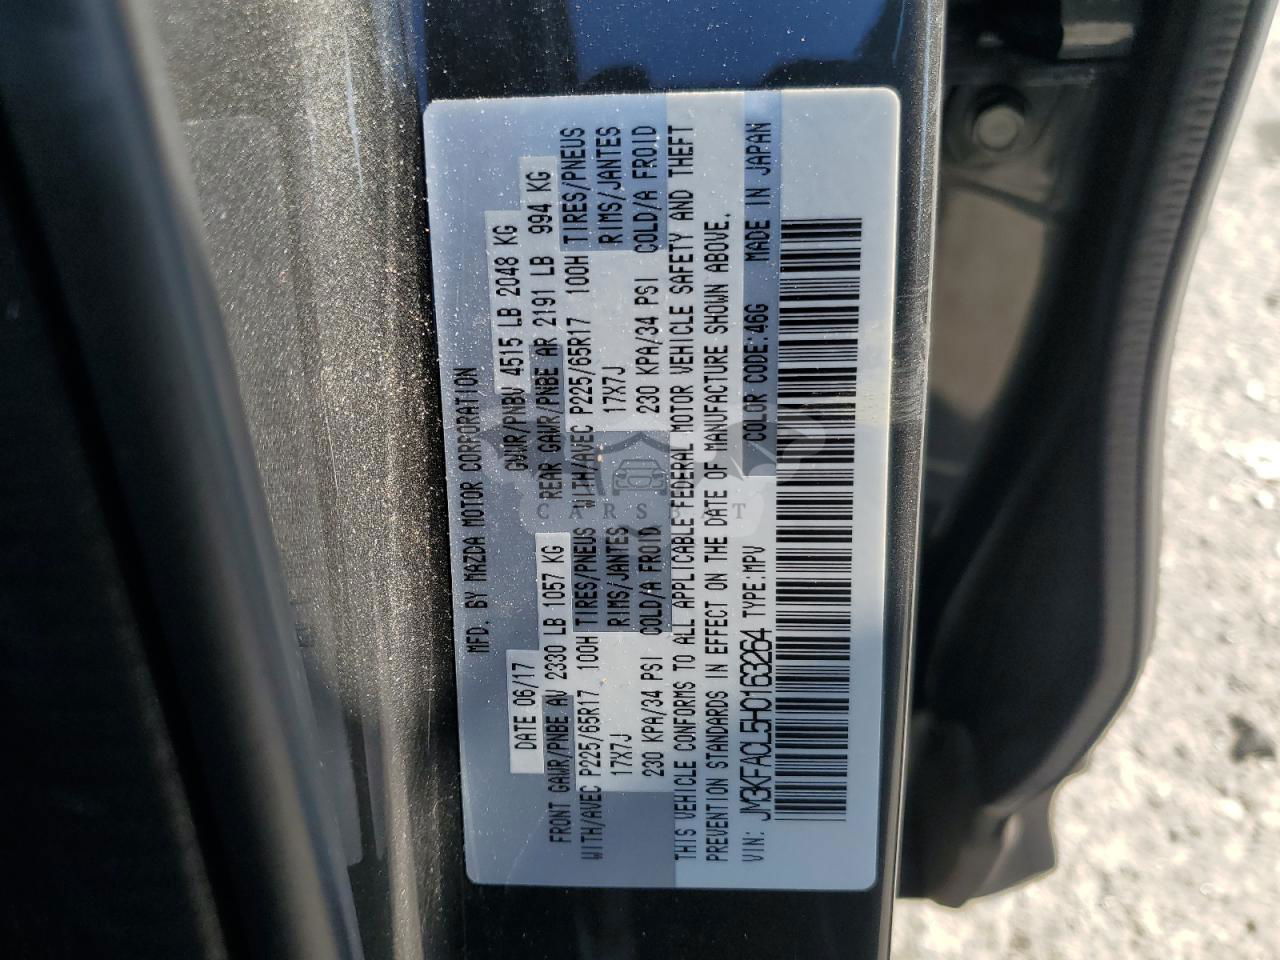 MFD. BY MAZDA MOTOR CORPORATION
DATE 06/17 GVWR/PNBV 4515 LB 2048 KG
FRONT GAWR/PNBE AV 2330 LB 1057 KG REAR GAWR/PNBE AR 2191 LB 994 KG
WITH/AVEC P225/65R17 100H TIRES/PNEUS WITH/AVEC P225/65R17 100H TIRES/PNEUS
17X7J RIMS/JANTES 17X7J RIMS/JANTES
230 KPA/34 PSI COLD/A FROID 230 KPA/34 PSI COLD/A FROID
THIS VEHICLE CONFORMS TO ALL APPLICABLE FEDERAL MOTOR VEHICLE SAFETY AND THEFT
PREVENTION STANDARDS IN EFFECT ON THE DATE OF MANUFACTURE SHOWN ABOVE.
VIN: JM3KFACL5H0163264 TYPE:MPV COLOR CODE:46G MADE IN JAPAN
CARSBAT